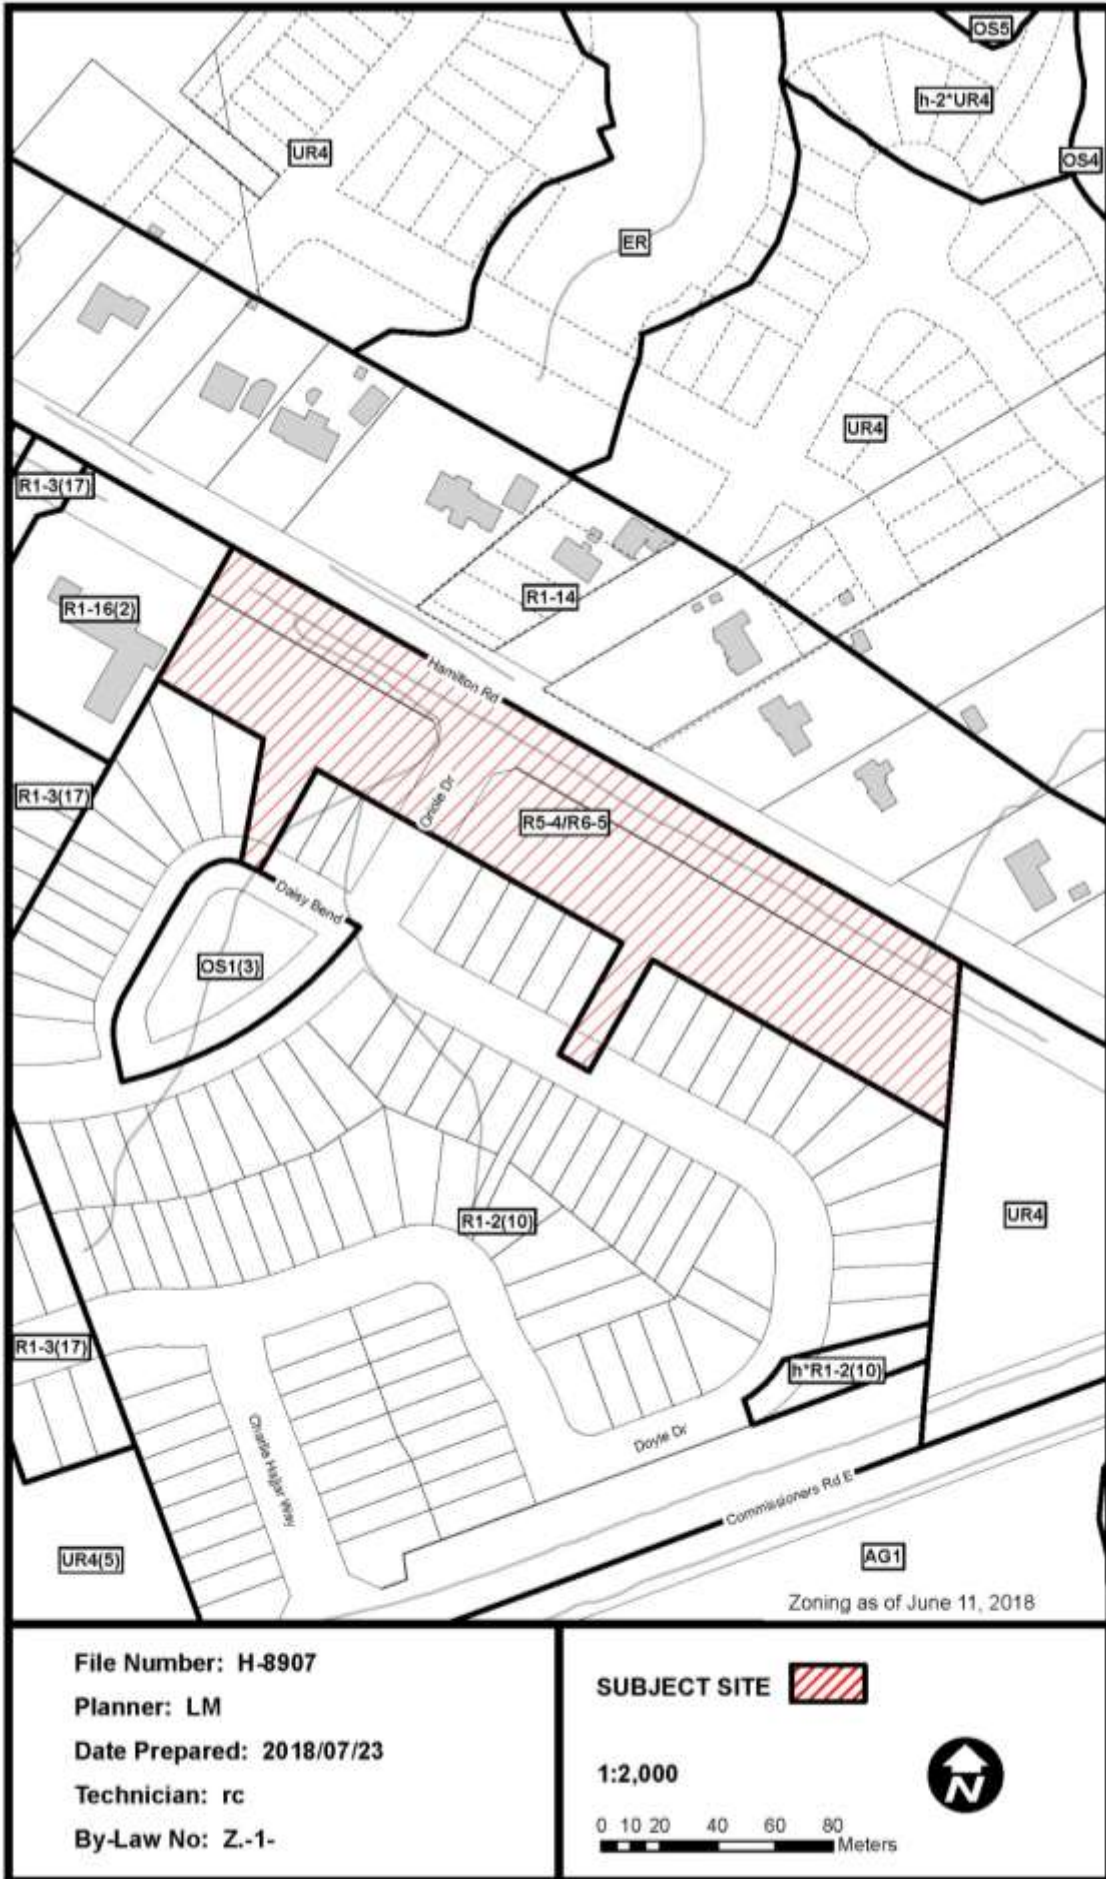 OS5
h-2*UR4
UR4
OS4
ER
UR4
R1-3(17)
R1-14
R1-16(2)
Hamilton Rd
R1-3(17)
Oriole Dr
R5-4/R6-5
Daisy Bend
OS1(3)
R1-2(10)
UR4
R1-3(17)
h*R1-2(10)
Charlie Hajjar Way
Doyle Dr
Commissioners Rd E
UR4(5)
AG1
Zoning as of June 11, 2018
File Number: H-8907
Planner: LM
Date Prepared: 2018/07/23
Technician: rc
By-Law No: Z.-1-
SUBJECT SITE
1:2,000
N
0 10 20 40 60 80
Meters